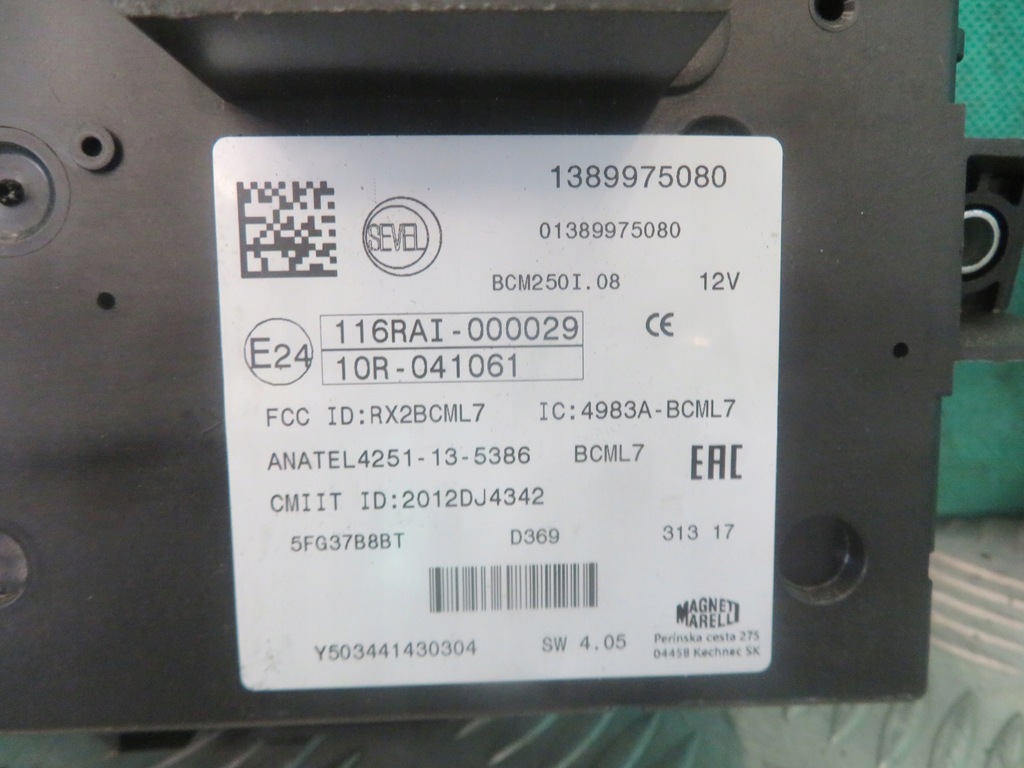 1389975080
SEVEL
01389975080
BCM250I.08 12V
E24
116RAI-000029
10R-041061
CE
FCC ID:RX2BCML7 IC:4983A-BCML7
ANATEL4251-13-5386 BCML7 EAC
CMIIT ID:2012DJ4342
5FG37B8BT D369 313 17
MAGNETI
MARELLI
Y503441430304 SW 4.05
Perinska cesta 275
04458 Kechnec SK